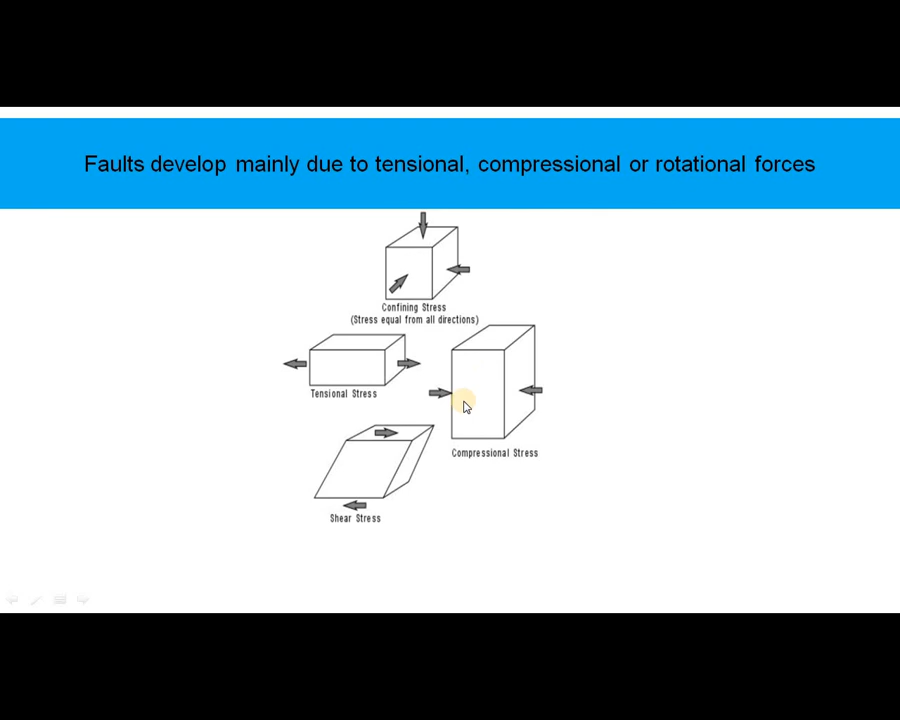 Faults develop mainly due to tensional, compressional or rotational forces
Confining Stress
(Stress equal from all directions)
Tensional Stress
Compressional Stress
Shear Stress